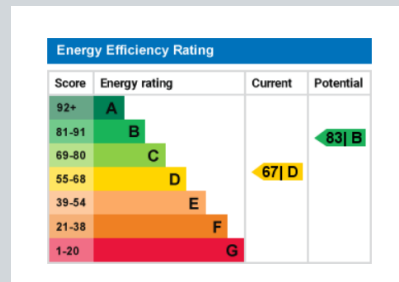 Energy Efficiency Rating
Score Energy rating Current Potential
92+ A
81-91 B 83| B
69-80 C
55-68 D 67| D
39-54 E
21-38 F
1-20 G